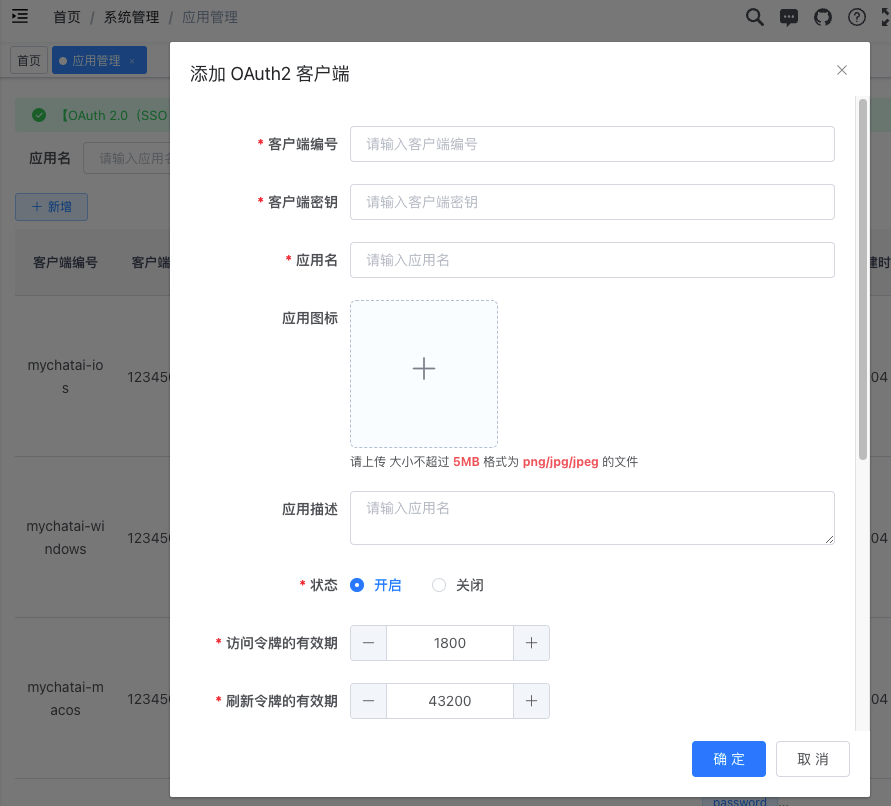 首页 / 系统管理 / 应用管理
首页
应用管理 ×
添加 OAuth2 客户端
【OAuth 2.0（SSO
应用名 请输入应用名
新增
客户端编号 客户端
建时
mychatai-io
s
123450
04
mychatai-wi
ndows
123450
04
mychatai-m
acos
123450
04
* 客户端编号 请输入客户端编号
* 客户端密钥 请输入客户端密钥
* 应用名 请输入应用名
应用图标
请上传 大小不超过 5MB 格式为 png/jpg/jpeg 的文件
应用描述 请输入应用名
* 状态 开启 关闭
* 访问令牌的有效期 1800
* 刷新令牌的有效期 43200
确 定 取 消
password ...